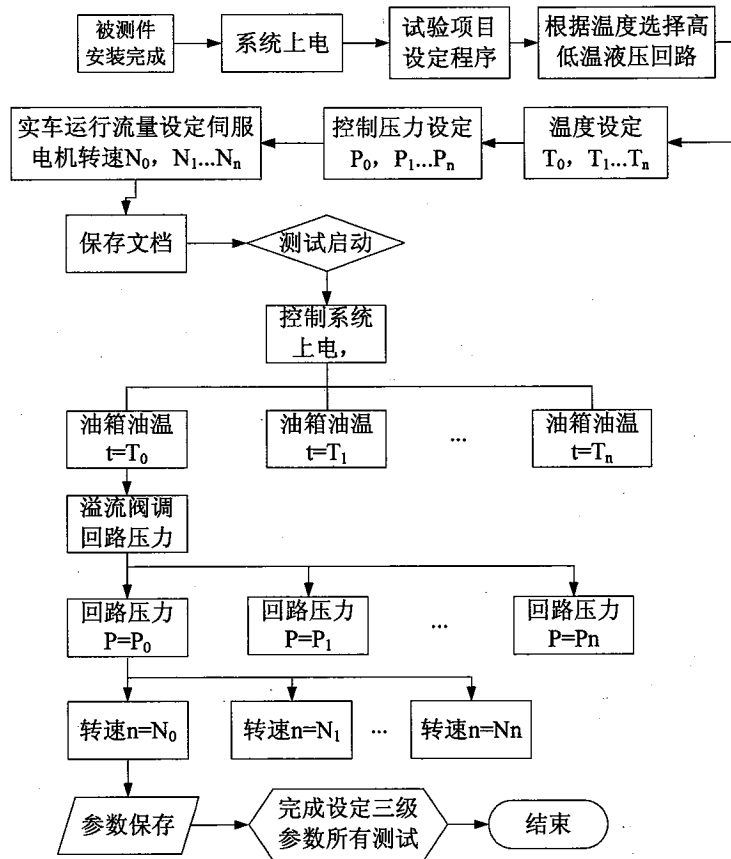 被测件
安装完成
系统上电
试验项目
设定程序
根据温度选择高
低温液压回路
实车运行流量设定伺服
电机转速N₀，N₁...Nₙ
控制压力设定
P₀，P₁...Pₙ
温度设定
T₀，T₁...Tₙ
保存文档
测试启动
控制系统
上电，
油箱油温
t=T₀
油箱油温
t=T₁
...
油箱油温
t=Tₙ
溢流阀调
回路压力
回路压力
P=P₀
回路压力
P=P₁
...
回路压力
P=Pn
转速n=N₀
转速n=N₁
...
转速n=Nn
参数保存
完成设定三级
参数所有测试
结束